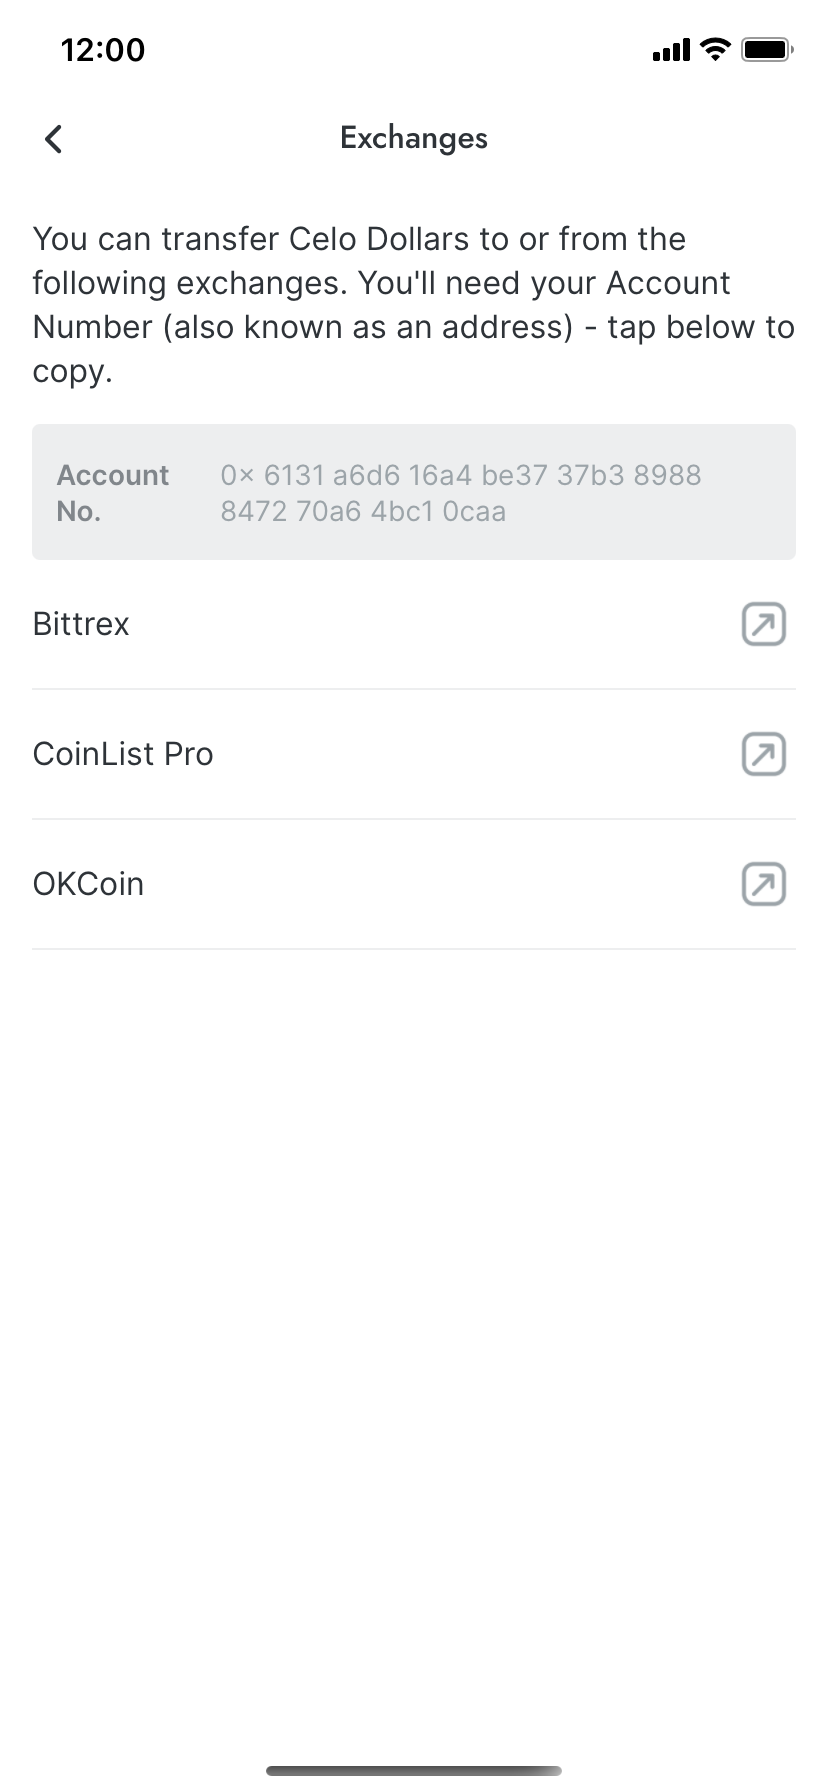 12:00
Exchanges
You can transfer Celo Dollars to or from the
following exchanges. You'll need your Account
Number (also known as an address) - tap below to
copy.
Account 0x 6131 a6d6 16a4 be37 37b3 8988
No. 8472 70a6 4bc1 0caa
Bittrex
CoinList Pro
OKCoin